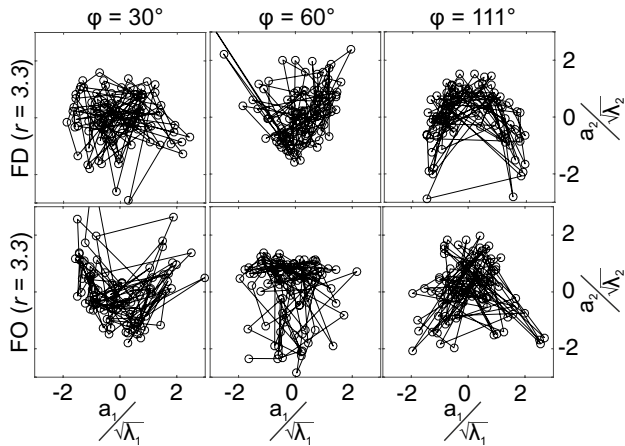 φ = 30° φ = 60° φ = 111°
FD (r = 3.3)
2
0
-2
a₂/√λ₂
FO (r = 3.3)
2
0
-2
a₂/√λ₂
-2 0 2 -2 0 2 -2 0 2
a₁/√λ₁ a₁/√λ₁ a₁/√λ₁